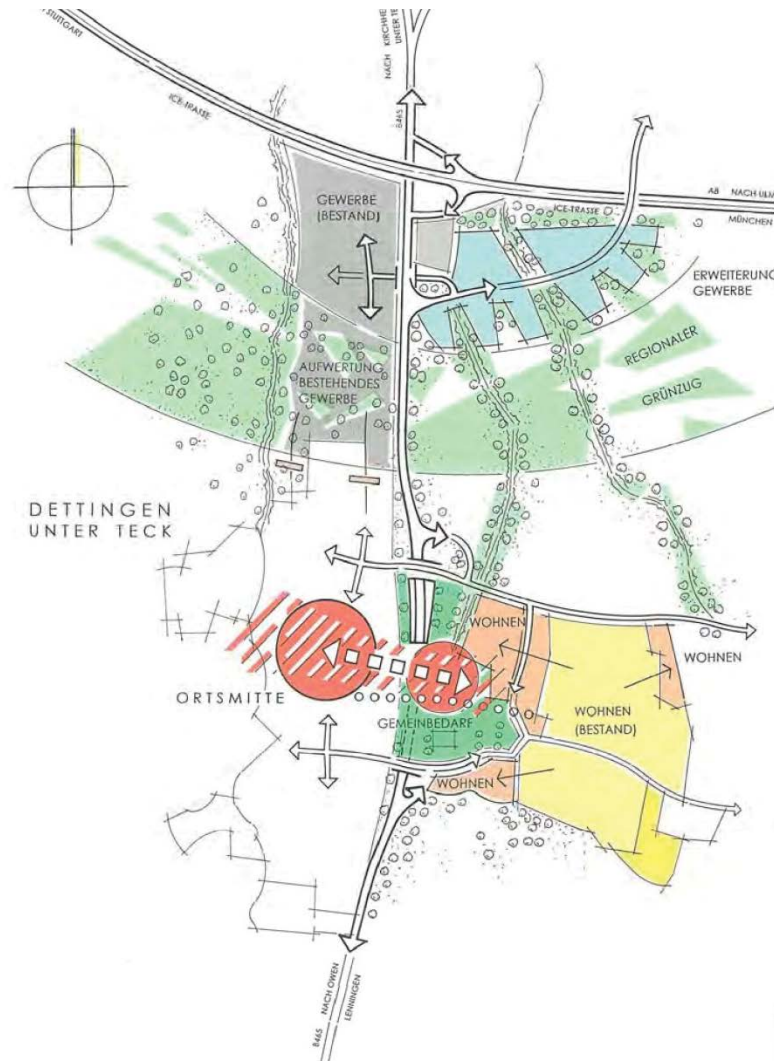 STUTTGART
ICE-TRASSE
NACH KIRCHHEIM
UNTER TE
B465
AB NACH ULM
MÜNCHEN
ICE-TRASSE
GEWERBE
(BESTAND)
ERWEITERUNG
GEWERBE
REGIONALER
GRÜNZUG
AUFWERTUNG
BESTEHENDES
GEWERBE
DETTINGEN
UNTER TECK
WOHNEN
WOHNEN
ORTSMITTE
GEMEINBEDARF
WOHNEN
(BESTAND)
WOHNEN
B465 NACH OWEN
LENNINGEN